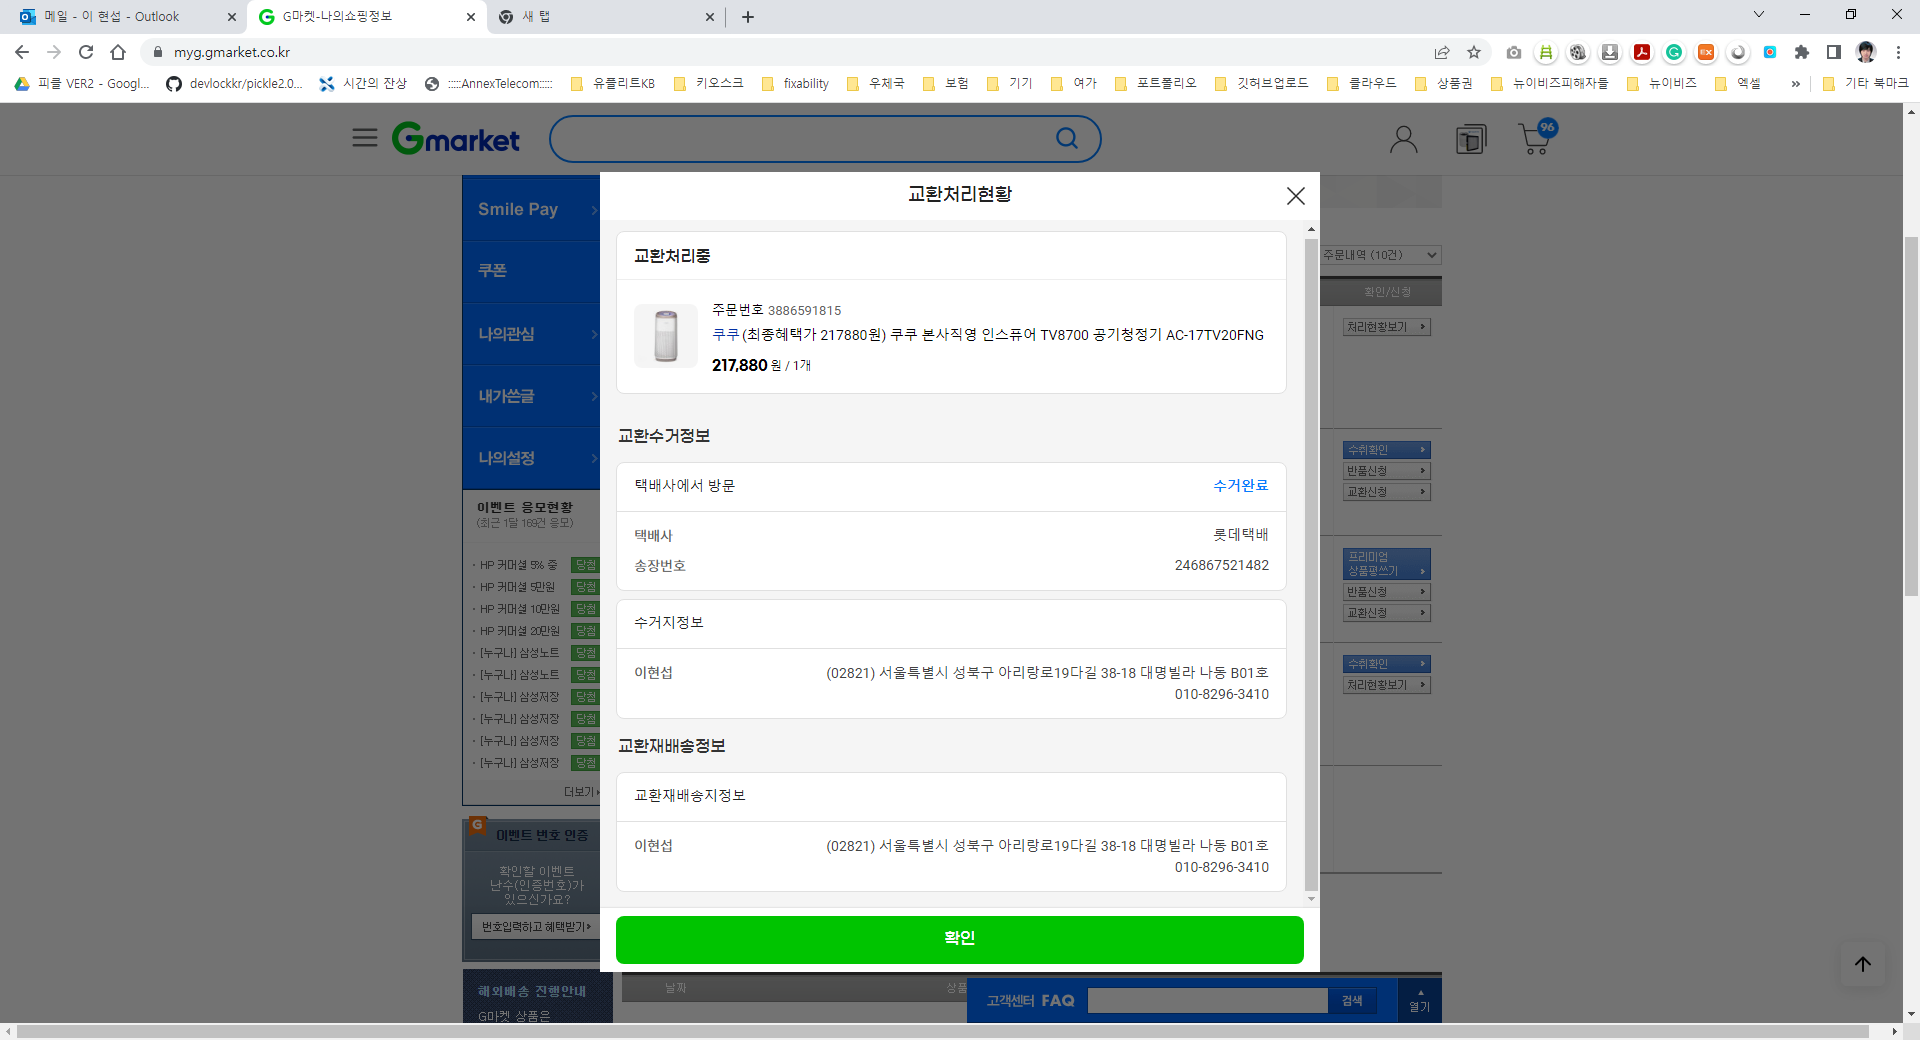 메일 - 이 현섭 - Outlook
G마켓-나의쇼핑정보
새 탭
myg.gmarket.co.kr
피클 VER2 - Googl...
devlockkr/pickle2.0...
시간의 잔상
:::::AnnexTelecom:::::
유플리트KB
키오스크
fixability
우체국
보험
기기
여가
포트폴리오
깃허브업로드
클라우드
상품권
뉴이비즈피해자들
뉴이비즈
엑셀
»
기타 북마크
Gmarket
96
Smile Pay
쿠폰
나의관심
내가쓴글
나의설정
이벤트 응모현황
(최근 1달 169건 응모)
· HP 커머셜 5% 중 당첨
· HP 커머셜 5만원 당첨
· HP 커머셜 10만원 당첨
· HP 커머셜 20만원 당첨
· [누구나] 삼성노트 당첨
· [누구나] 삼성노트 당첨
· [누구나] 삼성저장 당첨
· [누구나] 삼성저장 당첨
· [누구나] 삼성저장 당첨
· [누구나] 삼성저장 당첨
더보기
G
이벤트 번호 인증
확인할 이벤트
난수(인증번호)가
있으신가요?
번호입력하고 혜택받기
해외배송 진행안내
G마켓 상품은
교환처리현황
교환처리중
주문번호 3886591815
쿠쿠 (최종혜택가 217880원) 쿠쿠 본사직영 인스퓨어 TV8700 공기청정기 AC-17TV20FNG
217,880 원 / 1개
교환수거정보
택배사에서 방문 수거완료
택배사 롯데택배
송장번호 246867521482
수거지정보
이현섭 (02821) 서울특별시 성북구 아리랑로19다길 38-18 대명빌라 나동 B01호
010-8296-3410
교환재배송정보
교환재배송지정보
이현섭 (02821) 서울특별시 성북구 아리랑로19다길 38-18 대명빌라 나동 B01호
010-8296-3410
확인
주문내역 (10건)
확인/신청
처리현황보기
수취확인
반품신청
교환신청
프리미엄
상품평쓰기
반품신청
교환신청
수취확인
처리현황보기
날짜
상품
고객센터 FAQ
검색
열기